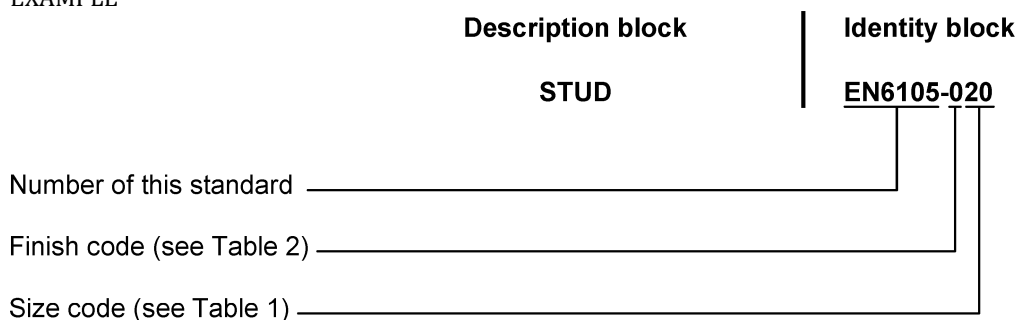 EXAMPLE
Description block Identity block
STUD EN6105-020
Number of this standard
Finish code (see Table 2)
Size code (see Table 1)